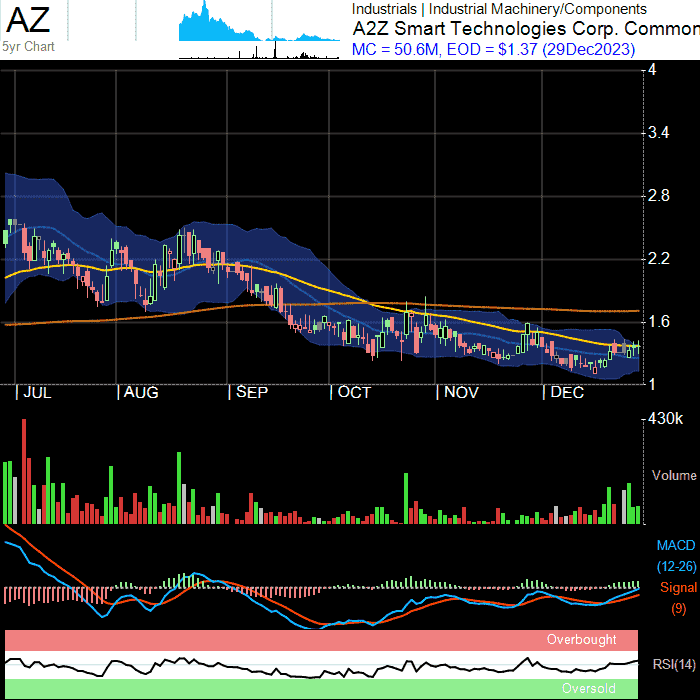 AZ
5yr Chart
Industrials | Industrial Machinery/Components
A2Z Smart Technologies Corp. Common
MC = 50.6M, EOD = $1.37 (29Dec2023)
4
3.4
2.8
2.2
1.6
1
JUL AUG SEP OCT NOV DEC
430k
Volume
MACD
(12-26)
Signal
(9)
Overbought
RSI(14)
Oversold